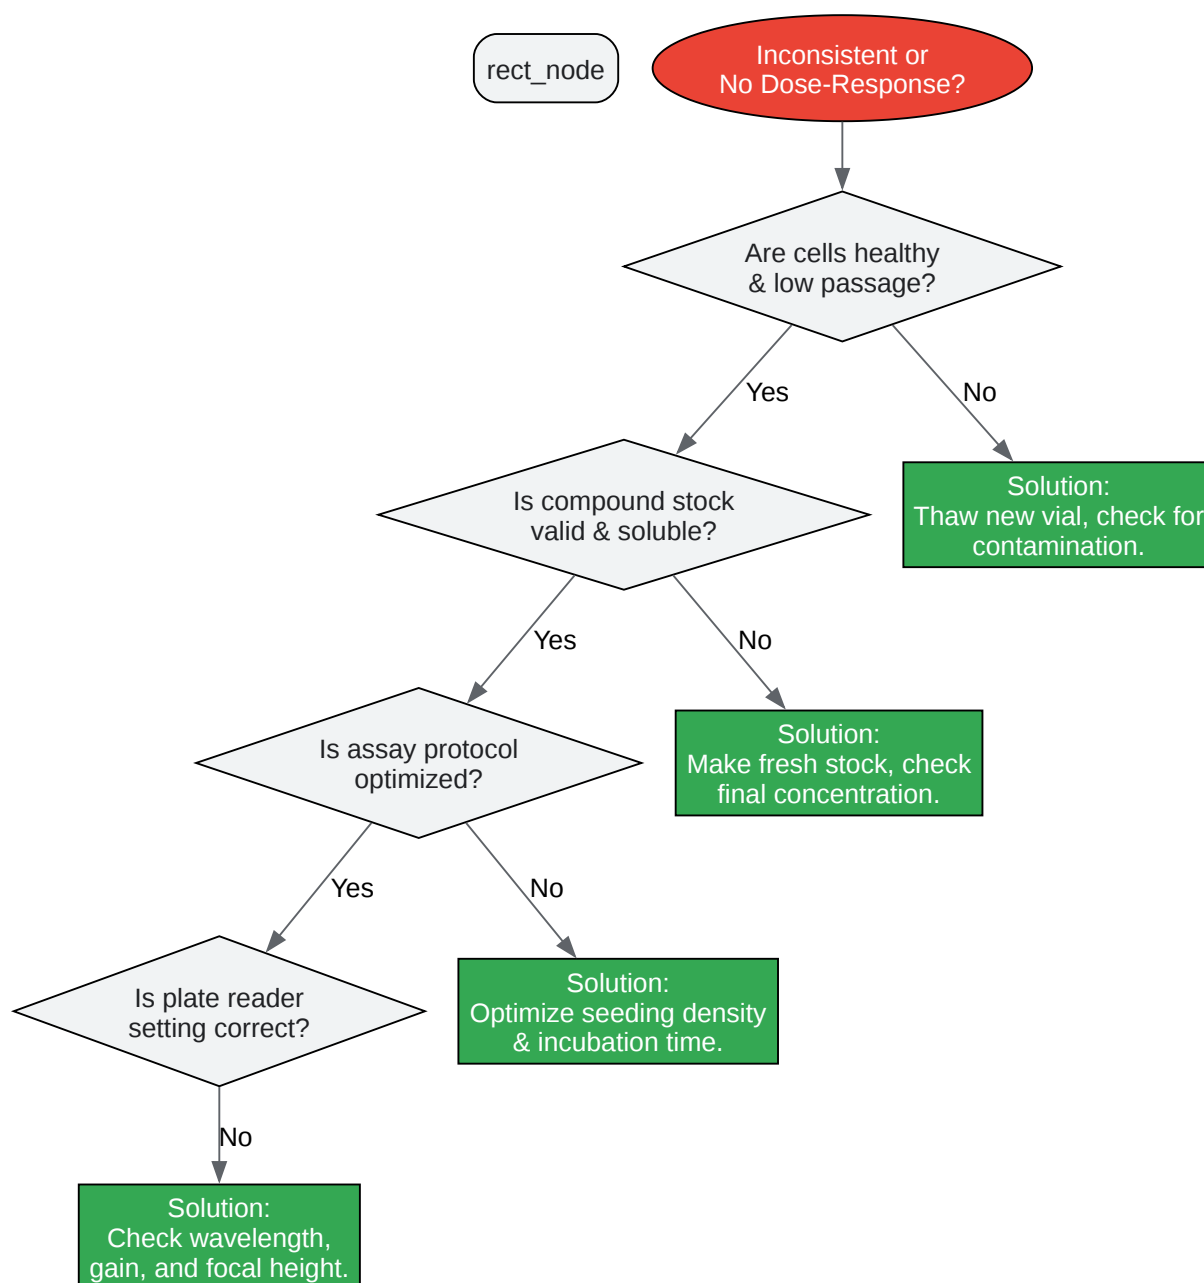 rect_node
Inconsistent or
No Dose-Response?
Are cells healthy
& low passage?
Yes
No
Is compound stock
valid & soluble?
Solution:
Thaw new vial, check for
contamination.
Yes
No
Is assay protocol
optimized?
Solution:
Make fresh stock, check
final concentration.
Yes
No
Is plate reader
setting correct?
Solution:
Optimize seeding density
& incubation time.
No
Solution:
Check wavelength,
gain, and focal height.